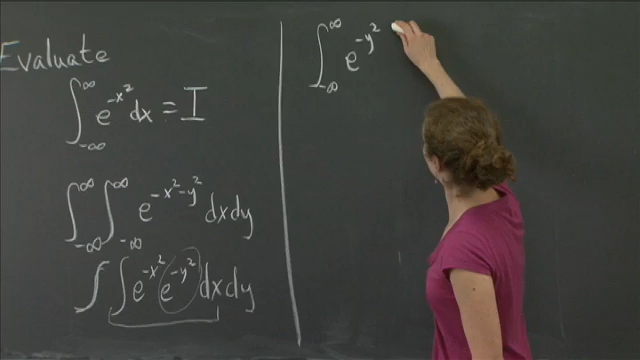 Evaluate
∫_{-∞}^{∞} e^{-x²} dx = I
∫_{-∞}^{∞} ∫_{-∞}^{∞} e^{-x²-y²} dx dy
∫ ∫ e^{-x²} e^{-y²} dx dy
∫_{-∞}^{∞} e^{-y²}